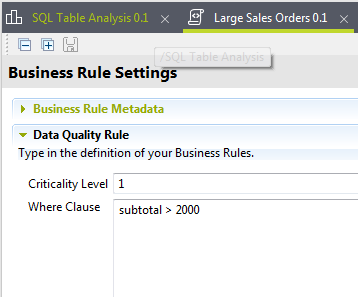 SQL Table Analysis 0.1
Large Sales Orders 0.1
/SQL Table Analysis
Business Rule Settings
Business Rule Metadata
Data Quality Rule
Type in the definition of your Business Rules.
Criticality Level 1
Where Clause subtotal > 2000